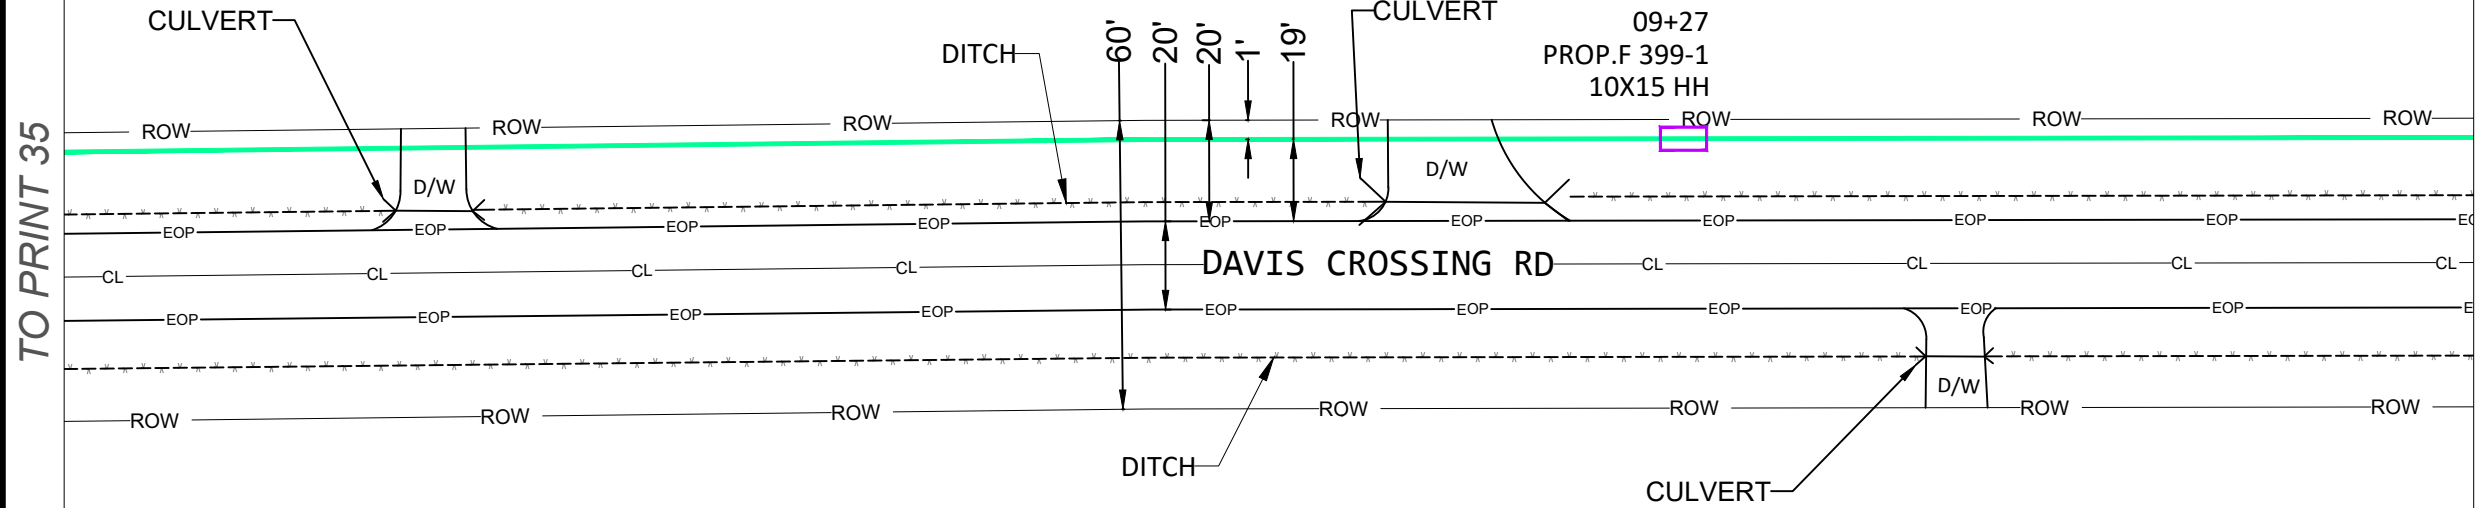 CULVERT
CULVERT
09+27
PROP.F 399-1
10X15 HH
DITCH
60'
20'
20'
1'
19'
TO PRINT 35
ROW
ROW
ROW
ROW
ROW
ROW
ROW
D/W
D/W
EOP
EOP
EOP
EOP
EOP
EOP
EOP
EOP
EOP
CL
CL
CL
CL
DAVIS CROSSING RD
CL
CL
CL
CL
EOP
EOP
EOP
EOP
EOP
EOP
EOP
EOP
EOP
D/W
ROW
ROW
ROW
ROW
ROW
ROW
ROW
DITCH
CULVERT